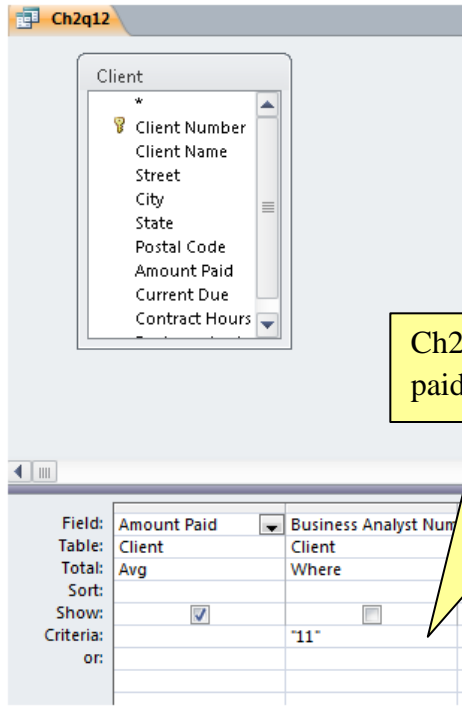 Ch2q12
Client
*
Client Number
Client Name
Street
City
State
Postal Code
Amount Paid
Current Due
Contract Hours
Ch2
paid
Field: Amount Paid Business Analyst Num
Table: Client Client
Total: Avg Where
Sort:
Show:
Criteria: "11"
or: